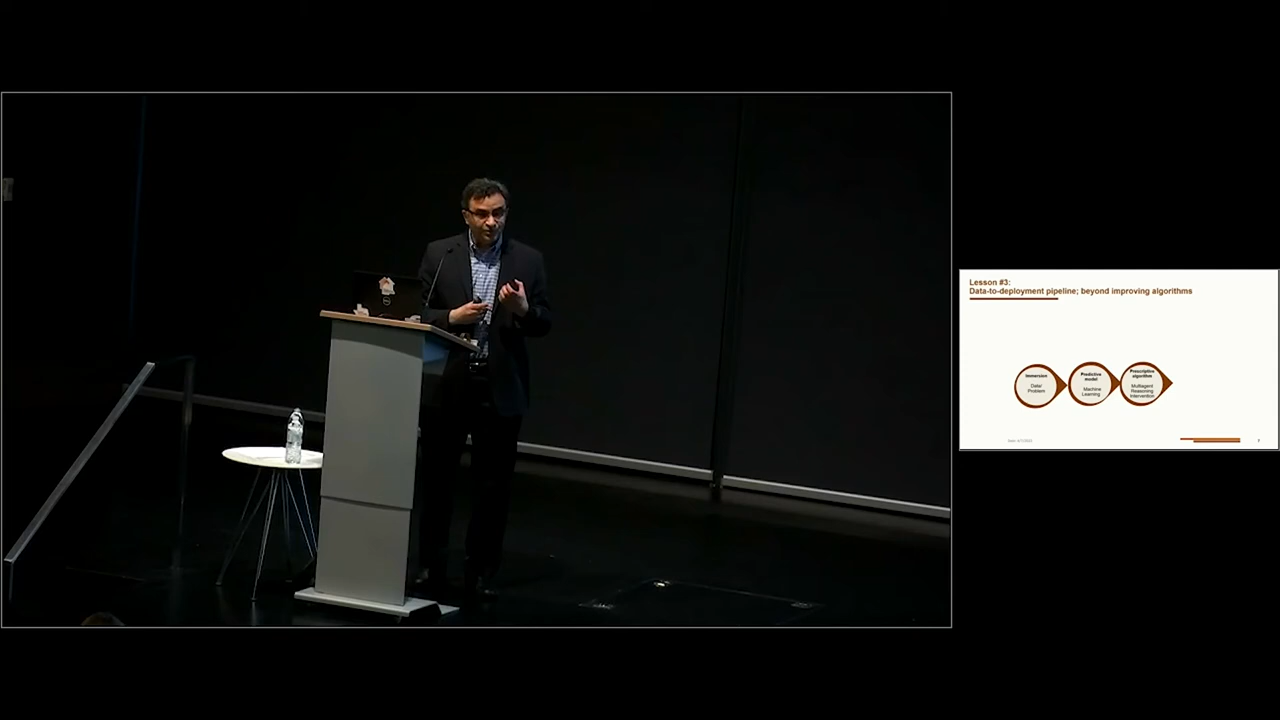 Lesson #3:
Data-to-deployment pipeline; beyond improving algorithms
Immersion
Data/
Problem
Predictive
model
Machine
Learning
Prescriptive
algorithm
Multiagent
Reasoning
Intervention